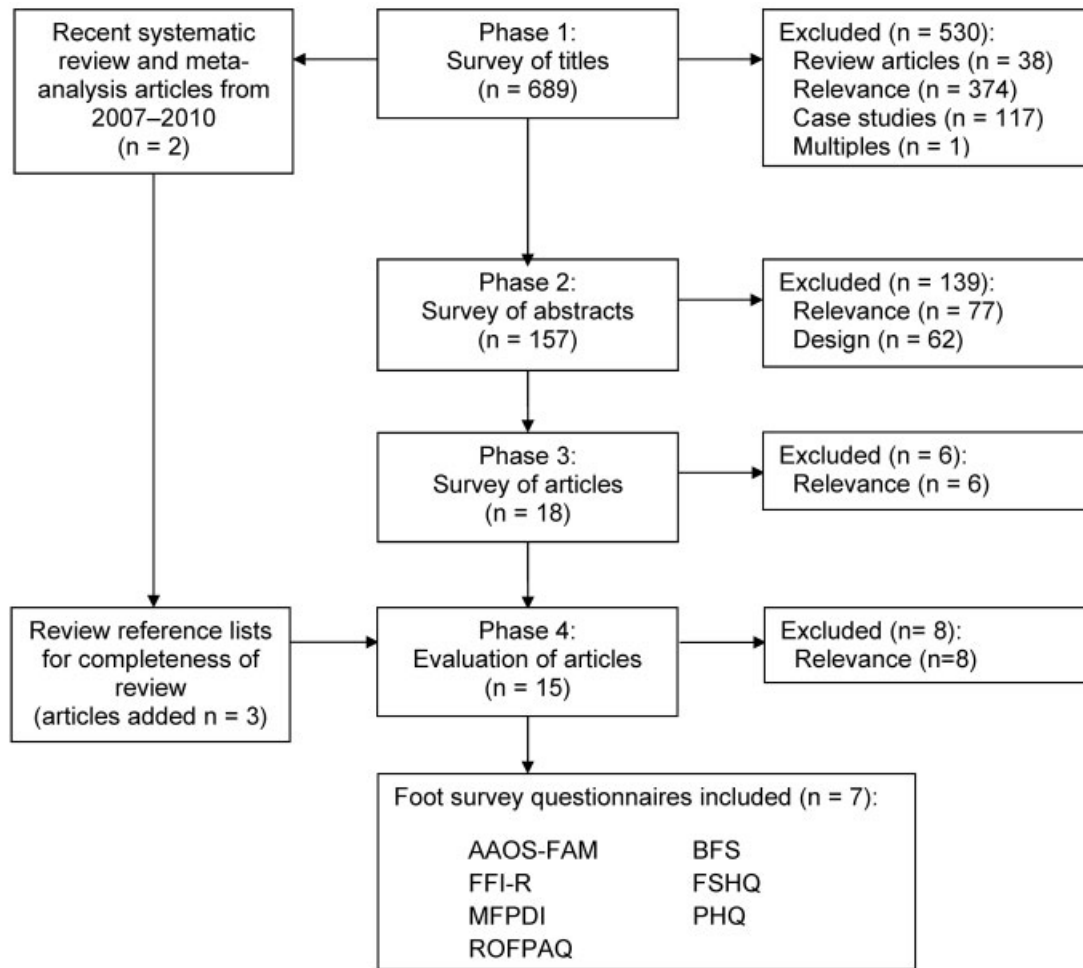 Recent systematic
review and meta-
analysis articles from
2007–2010
(n = 2)
Phase 1:
Survey of titles
(n = 689)
Excluded (n = 530):
Review articles (n = 38)
Relevance (n = 374)
Case studies (n = 117)
Multiples (n = 1)
Phase 2:
Survey of abstracts
(n = 157)
Excluded (n = 139):
Relevance (n = 77)
Design (n = 62)
Phase 3:
Survey of articles
(n = 18)
Excluded (n = 6):
Relevance (n = 6)
Review reference lists
for completeness of
review
(articles added n = 3)
Phase 4:
Evaluation of articles
(n = 15)
Excluded (n= 8):
Relevance (n=8)
Foot survey questionnaires included (n = 7):
AAOS-FAM
FFI-R
MFPDI
ROFPAQ
BFS
FSHQ
PHQ